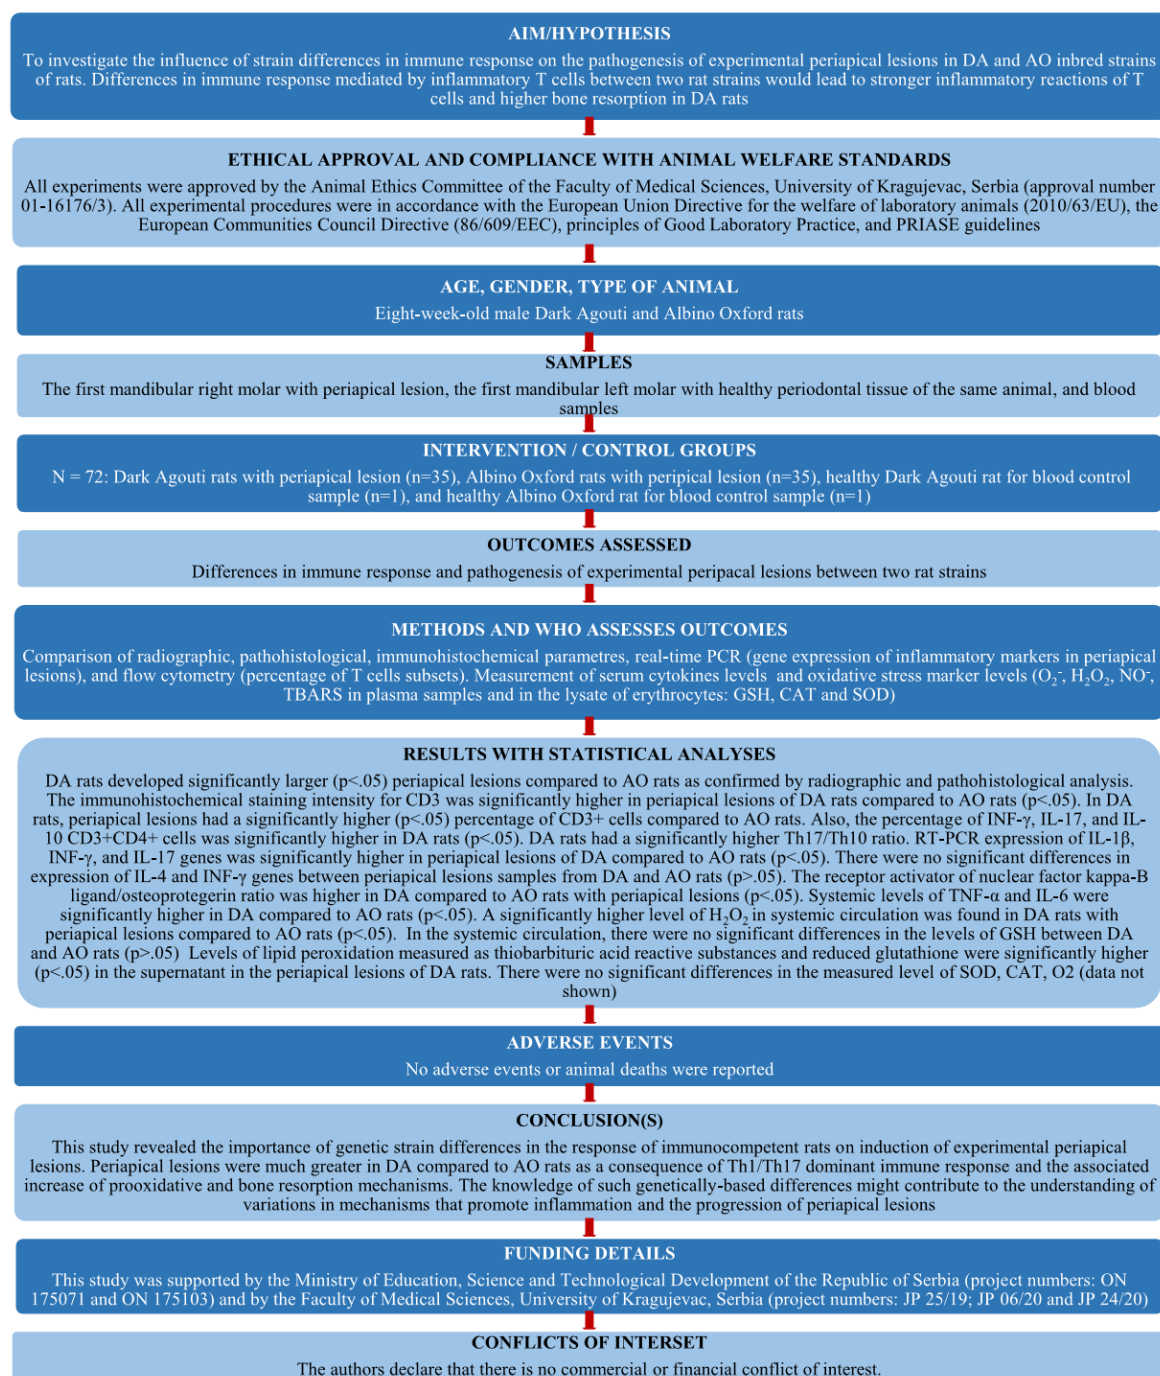 AIM/HYPOTHESIS
To investigate the influence of strain differences in immune response on the pathogenesis of experimental periapical lesions in DA and AO inbred strains
of rats. Differences in immune response mediated by inflammatory T cells between two rat strains would lead to stronger inflammatory reactions of T
cells and higher bone resorption in DA rats
ETHICAL APPROVAL AND COMPLIANCE WITH ANIMAL WELFARE STANDARDS
All experiments were approved by the Animal Ethics Committee of the Faculty of Medical Sciences, University of Kragujevac, Serbia (approval number
01-16176/3). All experimental procedures were in accordance with the European Union Directive for the welfare of laboratory animals (2010/63/EU), the
European Communities Council Directive (86/609/EEC), principles of Good Laboratory Practice, and PRIASE guidelines
AGE, GENDER, TYPE OF ANIMAL
Eight-week-old male Dark Agouti and Albino Oxford rats
SAMPLES
The first mandibular right molar with periapical lesion, the first mandibular left molar with healthy periodontal tissue of the same animal, and blood
samples
INTERVENTION / CONTROL GROUPS
N = 72: Dark Agouti rats with periapical lesion (n=35), Albino Oxford rats with peripical lesion (n=35), healthy Dark Agouti rat for blood control
sample (n=1), and healthy Albino Oxford rat for blood control sample (n=1)
OUTCOMES ASSESSED
Differences in immune response and pathogenesis of experimental peripacal lesions between two rat strains
METHODS AND WHO ASSESSES OUTCOMES
Comparison of radiographic, pathohistological, immunohistochemical parametres, real-time PCR (gene expression of inflammatory markers in periapical
lesions), and flow cytometry (percentage of T cells subsets). Measurement of serum cytokines levels and oxidative stress marker levels (O₂⁻, H₂O₂, NO⁻,
TBARS in plasma samples and in the lysate of erythrocytes: GSH, CAT and SOD)
RESULTS WITH STATISTICAL ANALYSES
DA rats developed significantly larger (p<.05) periapical lesions compared to AO rats as confirmed by radiographic and pathohistological analysis.
The immunohistochemical staining intensity for CD3 was significantly higher in periapical lesions of DA rats compared to AO rats (p<.05). In DA
rats, periapical lesions had a significantly higher (p<.05) percentage of CD3+ cells compared to AO rats. Also, the percentage of INF-γ, IL-17, and IL-
10 CD3+CD4+ cells was significantly higher in DA rats (p<.05). DA rats had a significantly higher Th17/Th10 ratio. RT-PCR expression of IL-1β,
INF-γ, and IL-17 genes was significantly higher in periapical lesions of DA compared to AO rats (p<.05). There were no significant differences in
expression of IL-4 and INF-γ genes between periapical lesions samples from DA and AO rats (p>.05). The receptor activator of nuclear factor kappa-B
ligand/osteoprotegerin ratio was higher in DA compared to AO rats with periapical lesions (p<.05). Systemic levels of TNF-α and IL-6 were
significantly higher in DA compared to AO rats (p<.05). A significantly higher level of H₂O₂ in systemic circulation was found in DA rats with
periapical lesions compared to AO rats (p<.05). In the systemic circulation, there were no significant differences in the levels of GSH between DA
and AO rats (p>.05) Levels of lipid peroxidation measured as thiobarbituric acid reactive substances and reduced glutathione were significantly higher
(p<.05) in the supernatant in the periapical lesions of DA rats. There were no significant differences in the measured level of SOD, CAT, O2 (data not
shown)
ADVERSE EVENTS
No adverse events or animal deaths were reported
CONCLUSION(S)
This study revealed the importance of genetic strain differences in the response of immunocompetent rats on induction of experimental periapical
lesions. Periapical lesions were much greater in DA compared to AO rats as a consequence of Th1/Th17 dominant immune response and the associated
increase of prooxidative and bone resorption mechanisms. The knowledge of such genetically-based differences might contribute to the understanding of
variations in mechanisms that promote inflammation and the progression of periapical lesions
FUNDING DETAILS
This study was supported by the Ministry of Education, Science and Technological Development of the Republic of Serbia (project numbers: ON
175071 and ON 175103) and by the Faculty of Medical Sciences, University of Kragujevac, Serbia (project numbers: JP 25/19; JP 06/20 and JP 24/20)
CONFLICTS OF INTERSET
The authors declare that there is no commercial or financial conflict of interest.